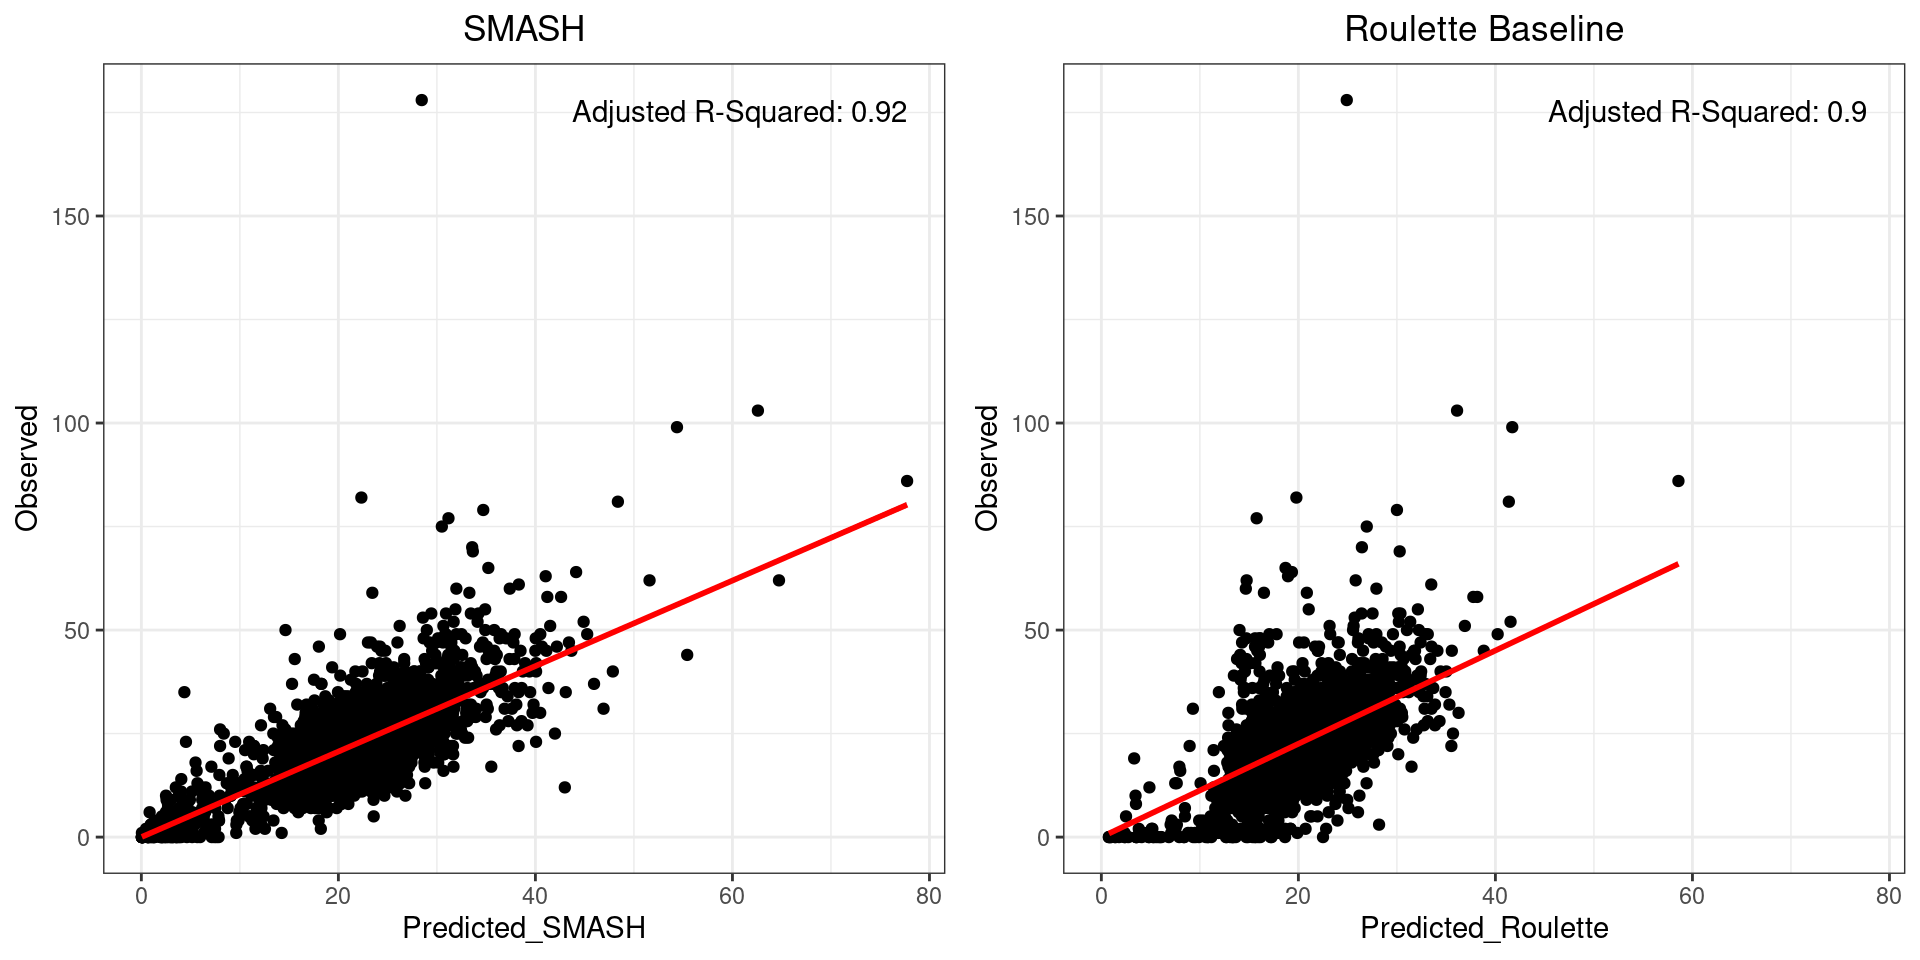 SMASH
Adjusted R-Squared: 0.92
Observed
150
100
50
0
0 20 40 60 80
Predicted_SMASH
Roulette Baseline
Adjusted R-Squared: 0.9
Observed
150
100
50
0
0 20 40 60 80
Predicted_Roulette